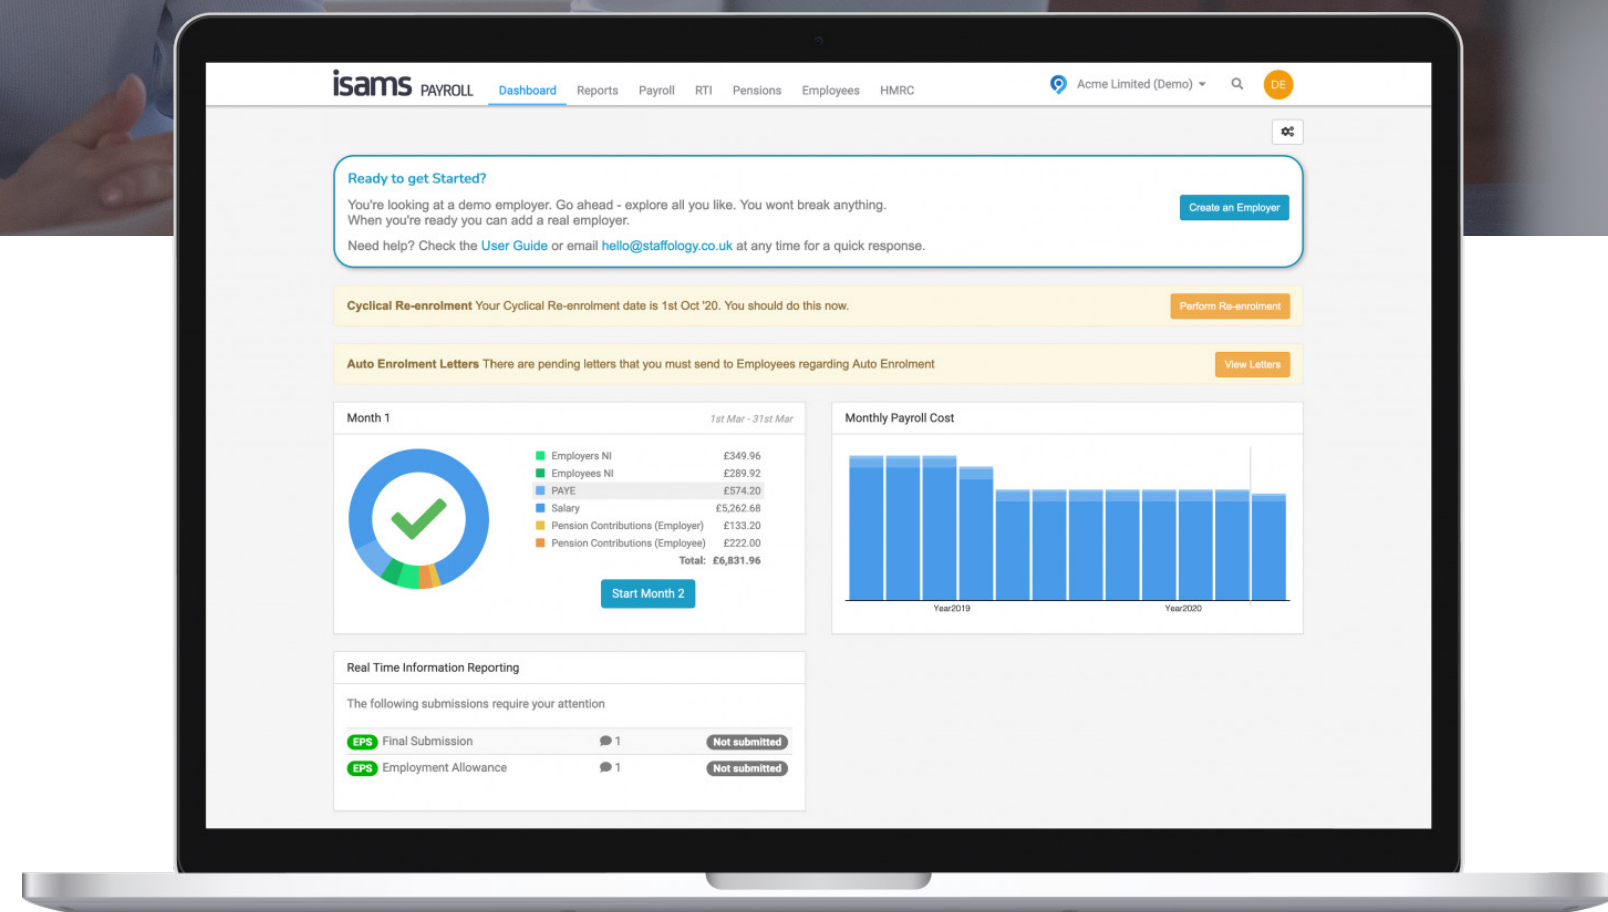 isams PAYROLL Dashboard Reports Payroll RTI Pensions Employees HMRC Acme Limited (Demo) DE
Ready to get Started?
You're looking at a demo employer. Go ahead - explore all you like. You wont break anything.
When you're ready you can add a real employer.
Create an Employer
Need help? Check the User Guide or email hello@staffology.co.uk at any time for a quick response.
Cyclical Re-enrolment Your Cyclical Re-enrolment date is 1st Oct '20. You should do this now. Perform Re-enrolment
Auto Enrolment Letters There are pending letters that you must send to Employees regarding Auto Enrolment View Letters
Month 1 1st Mar - 31st Mar
Employers NI £349.96
Employees NI £289.92
PAYE £574.20
Salary £5,262.68
Pension Contributions (Employer) £133.20
Pension Contributions (Employee) £222.00
Total: £6,831.96
Start Month 2
Monthly Payroll Cost
Year2019 Year2020
Real Time Information Reporting
The following submissions require your attention
EPS Final Submission 1 Not submitted
EPS Employment Allowance 1 Not submitted